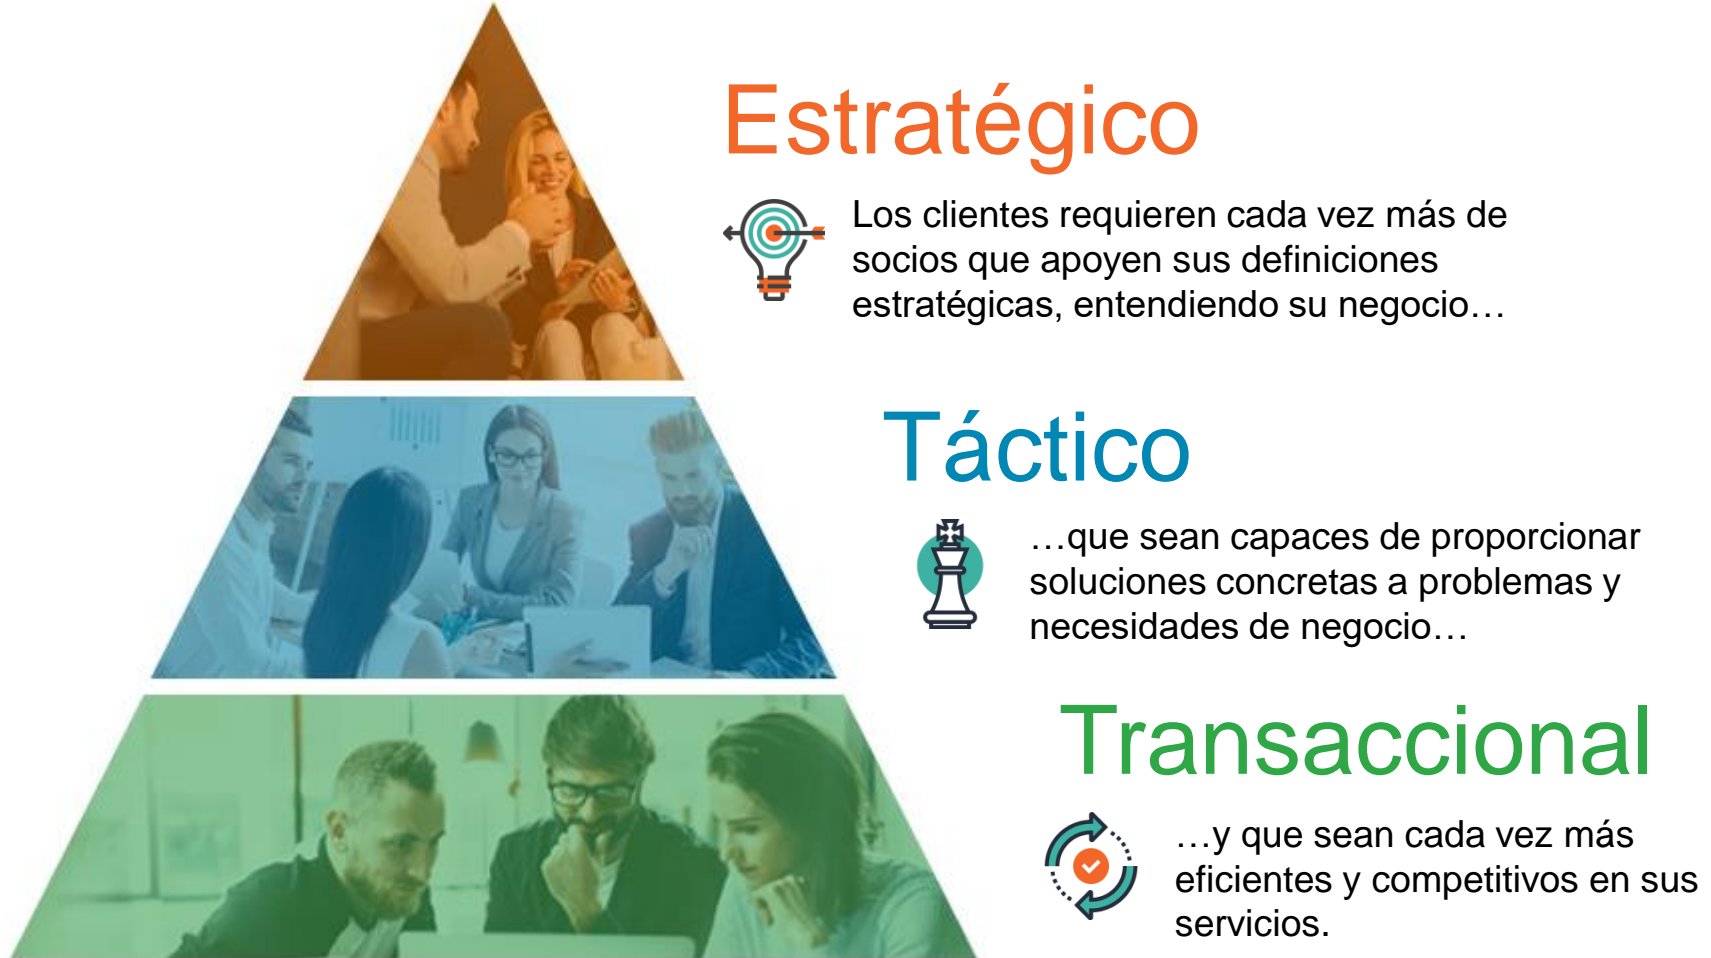 Estratégico
Los clientes requieren cada vez más de
socios que apoyen sus definiciones
estratégicas, entendiendo su negocio…
Táctico
…que sean capaces de proporcionar
soluciones concretas a problemas y
necesidades de negocio…
Transaccional
…y que sean cada vez más
eficientes y competitivos en sus
servicios.